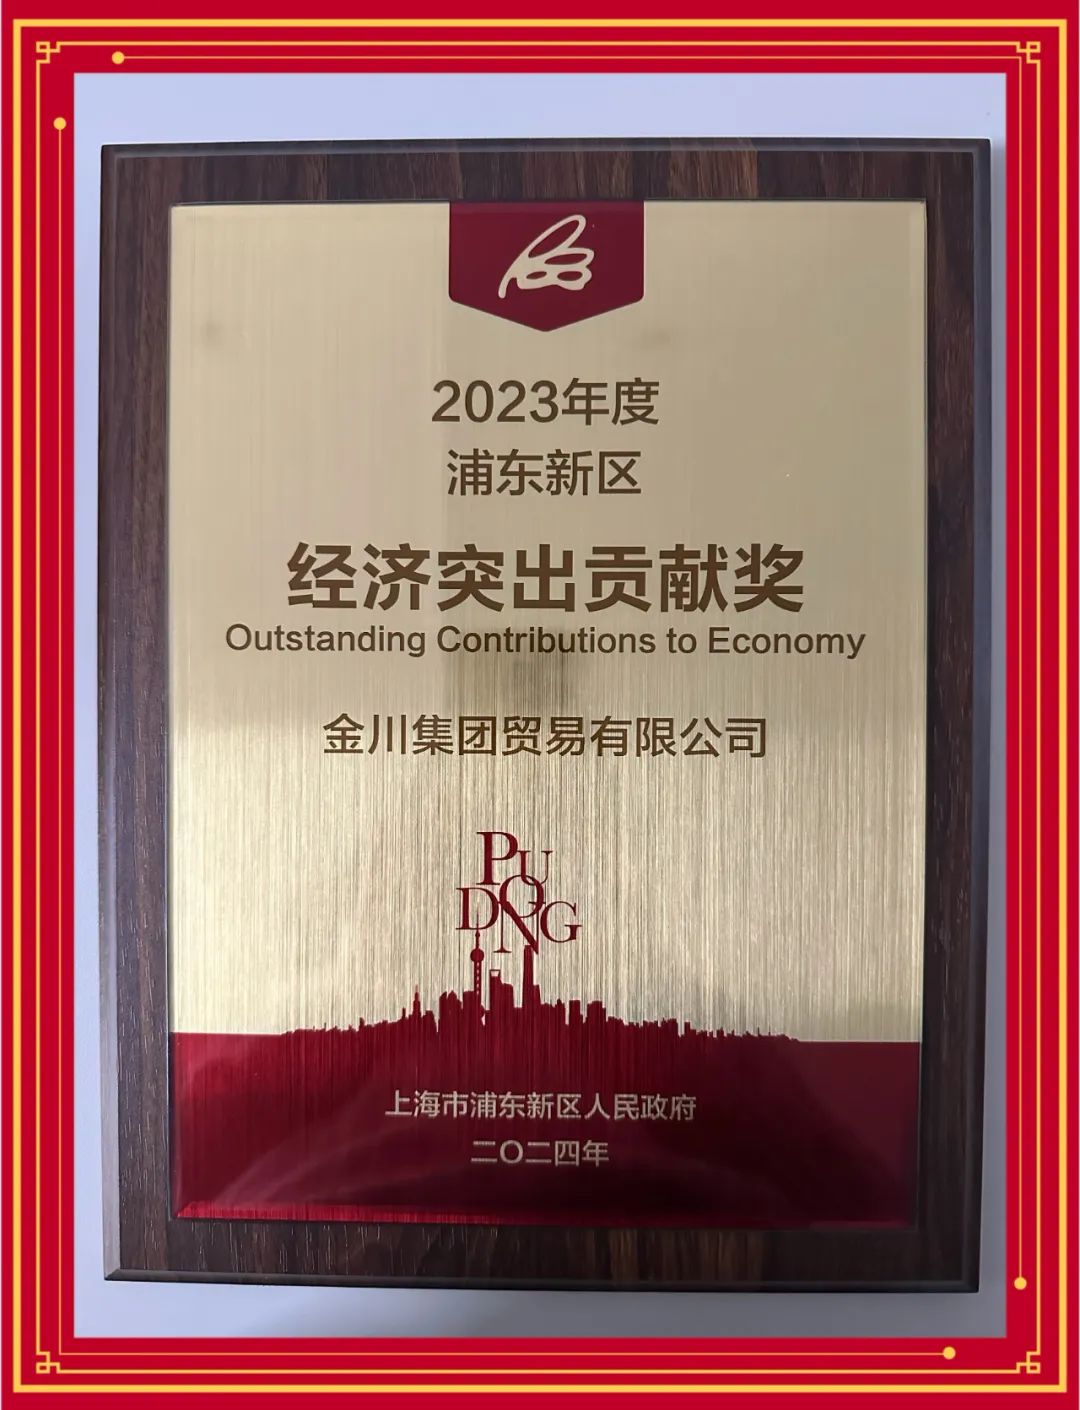 2023年度
浦东新区
经济突出贡献奖
Outstanding Contributions to Economy
金川集团贸易有限公司
PUDONG
上海市浦东新区人民政府
二〇二四年